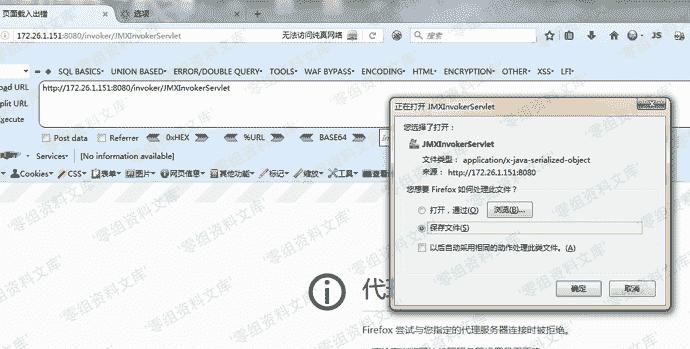 页面载入出错
选项
172.26.1.151:8080/invoker/JMXInvokerServlet
无法访问纯真网络
搜索
JS
SQL BASICS
UNION BASED
ERROR/DOUBLE QUERY
TOOLS
WAF BYPASS
ENCODING
HTML
ENCRYPTION
OTHER
XSS
LFI
ad URL
http://172.26.1.151:8080/invoker/JMXInvokerServlet
plit URL
xecute
Post data
Referrer
0xHEX
%URL
BASE64
Services
[No information available]
Cookies
CSS
表单
图片
网页信息
其他功能
标记
缩放
工具
正在打开 JMXInvokerServlet
您选择了打开：
JMXInvokerServlet
文件类型： application/x-java-serialized-object
来源： http://172.26.1.151:8080
您想要 Firefox 如何处理此文件？
打开，通过(O)
浏览(B)...
保存文件(S)
以后自动采用相同的动作处理此类文件。(A)
确定
取消
Firefox 尝试与您指定的代理服务器连接时被拒绝。
'零组资料文库'